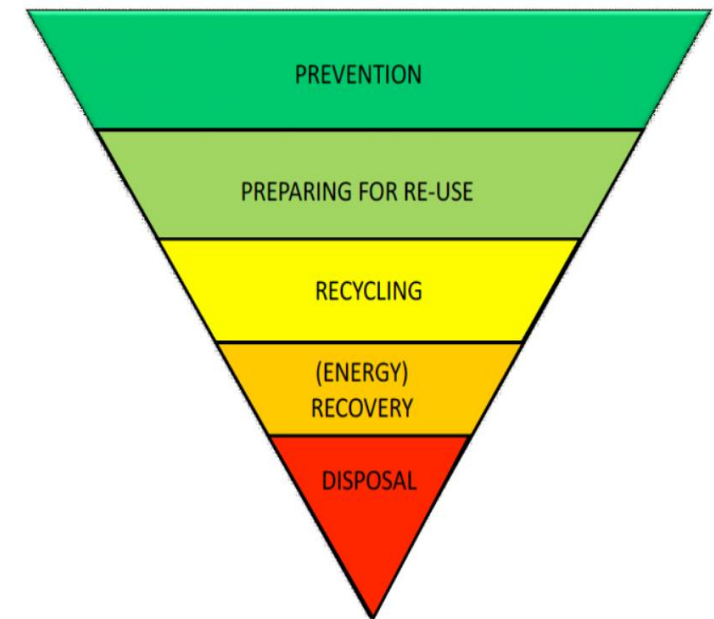 PREVENTION
PREPARING FOR RE-USE
RECYCLING
(ENERGY)
RECOVERY
DISPOSAL